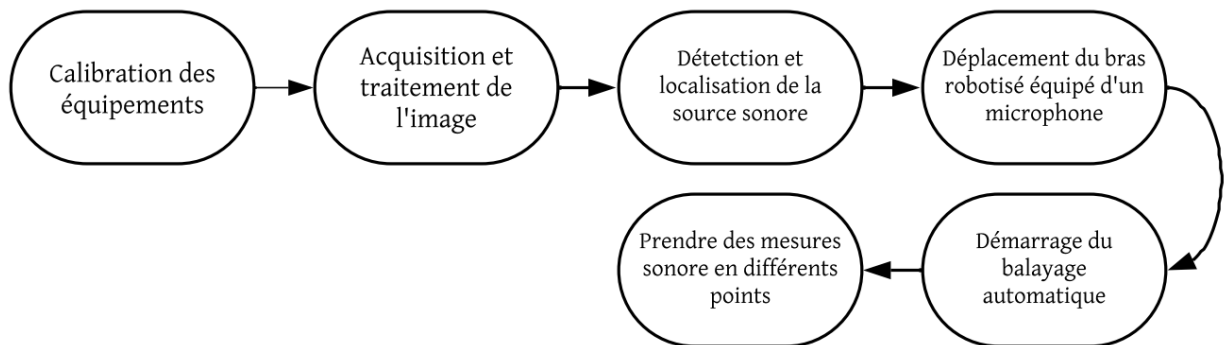 Calibration des
équipements
Acquisition et
traitement de
l'image
Détetction et
localisation de la
source sonore
Déplacement du bras
robotisé équipé d'un
microphone
Démarrage du
balayage
automatique
Prendre des mesures
sonore en différents
points